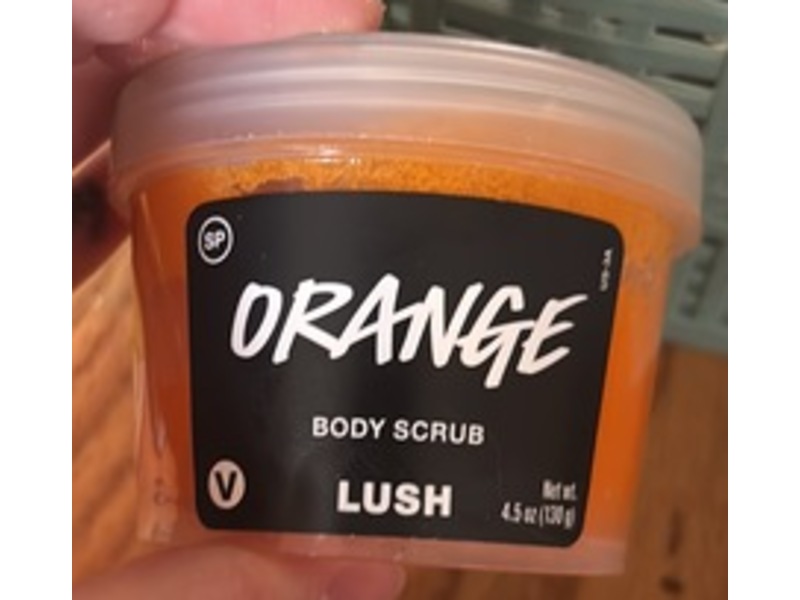 SP
ORANGE
BODY SCRUB
V
LUSH
Net wt.
4.5 oz (130 g)